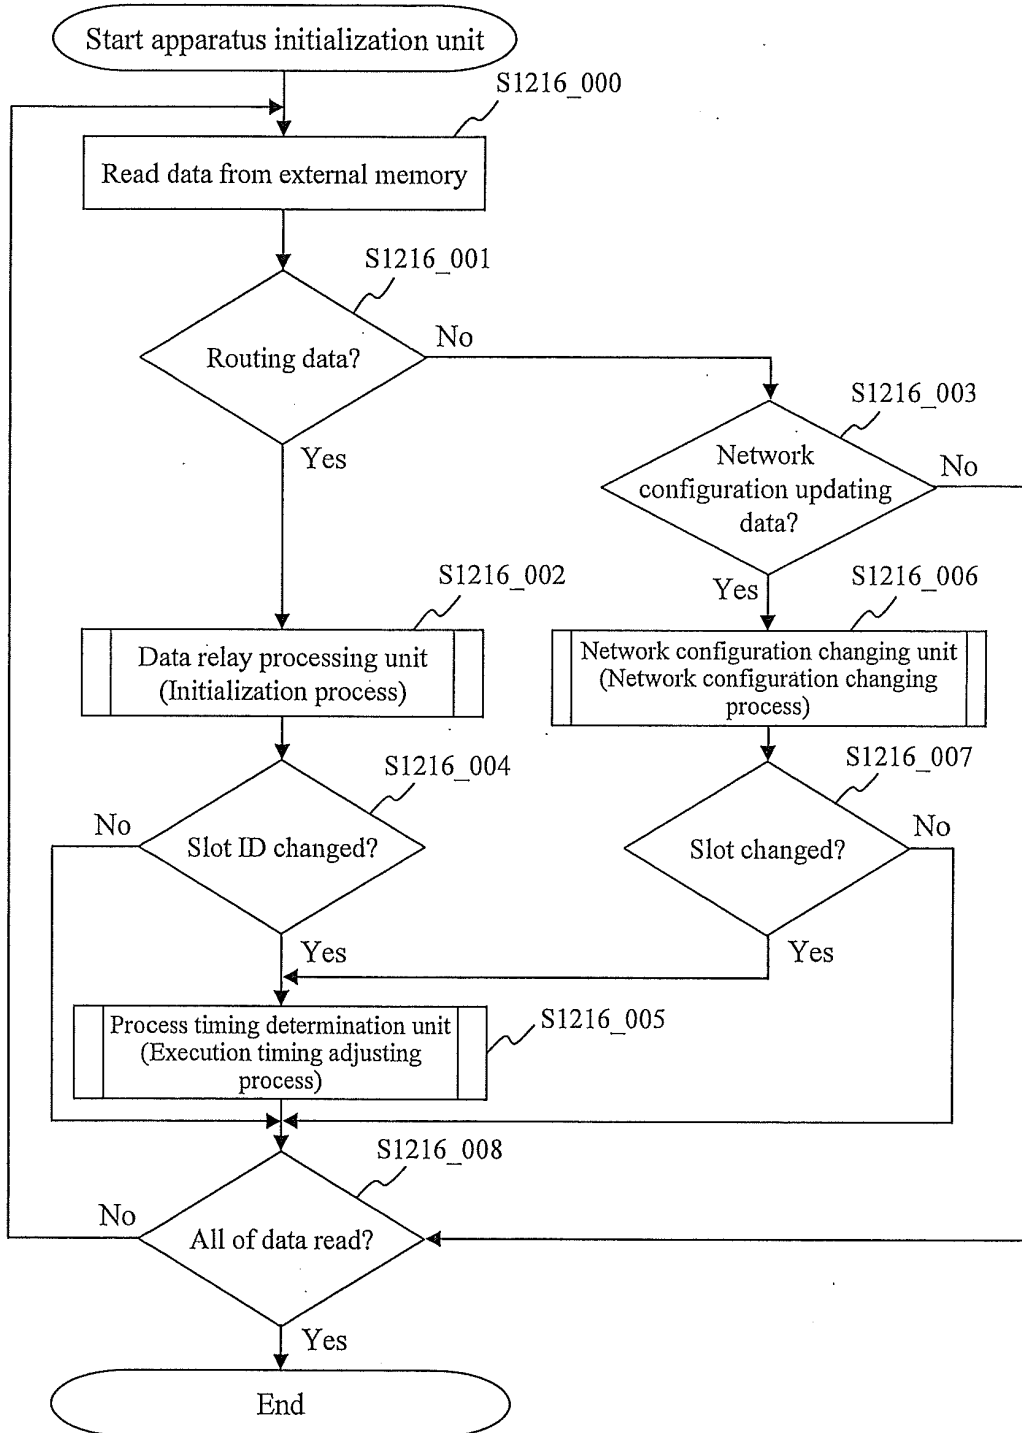 Start apparatus initialization unit
S1216_000
Read data from external memory
S1216_001
Routing data?
No
Yes
S1216_003
Network
configuration updating
data?
No
Yes
S1216_002
Data relay processing unit
(Initialization process)
S1216_006
Network configuration changing unit
(Network configuration changing
process)
S1216_004
Slot ID changed?
No
Yes
S1216_007
Slot changed?
No
Yes
Process timing determination unit
(Execution timing adjusting
process)
S1216_005
S1216_008
All of data read?
No
Yes
End